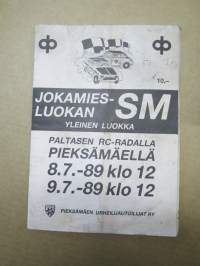 10,-
JOKAMIES-
LUOKAN SM
YLEINEN LUOKKA
PALTASEN RC-RADALLA
PIEKSÄMÄELLÄ
8.7.-89 klo 12
9.7.-89 klo 12
PIEKSÄMÄEN URHEILUAUTOILIJAT RY